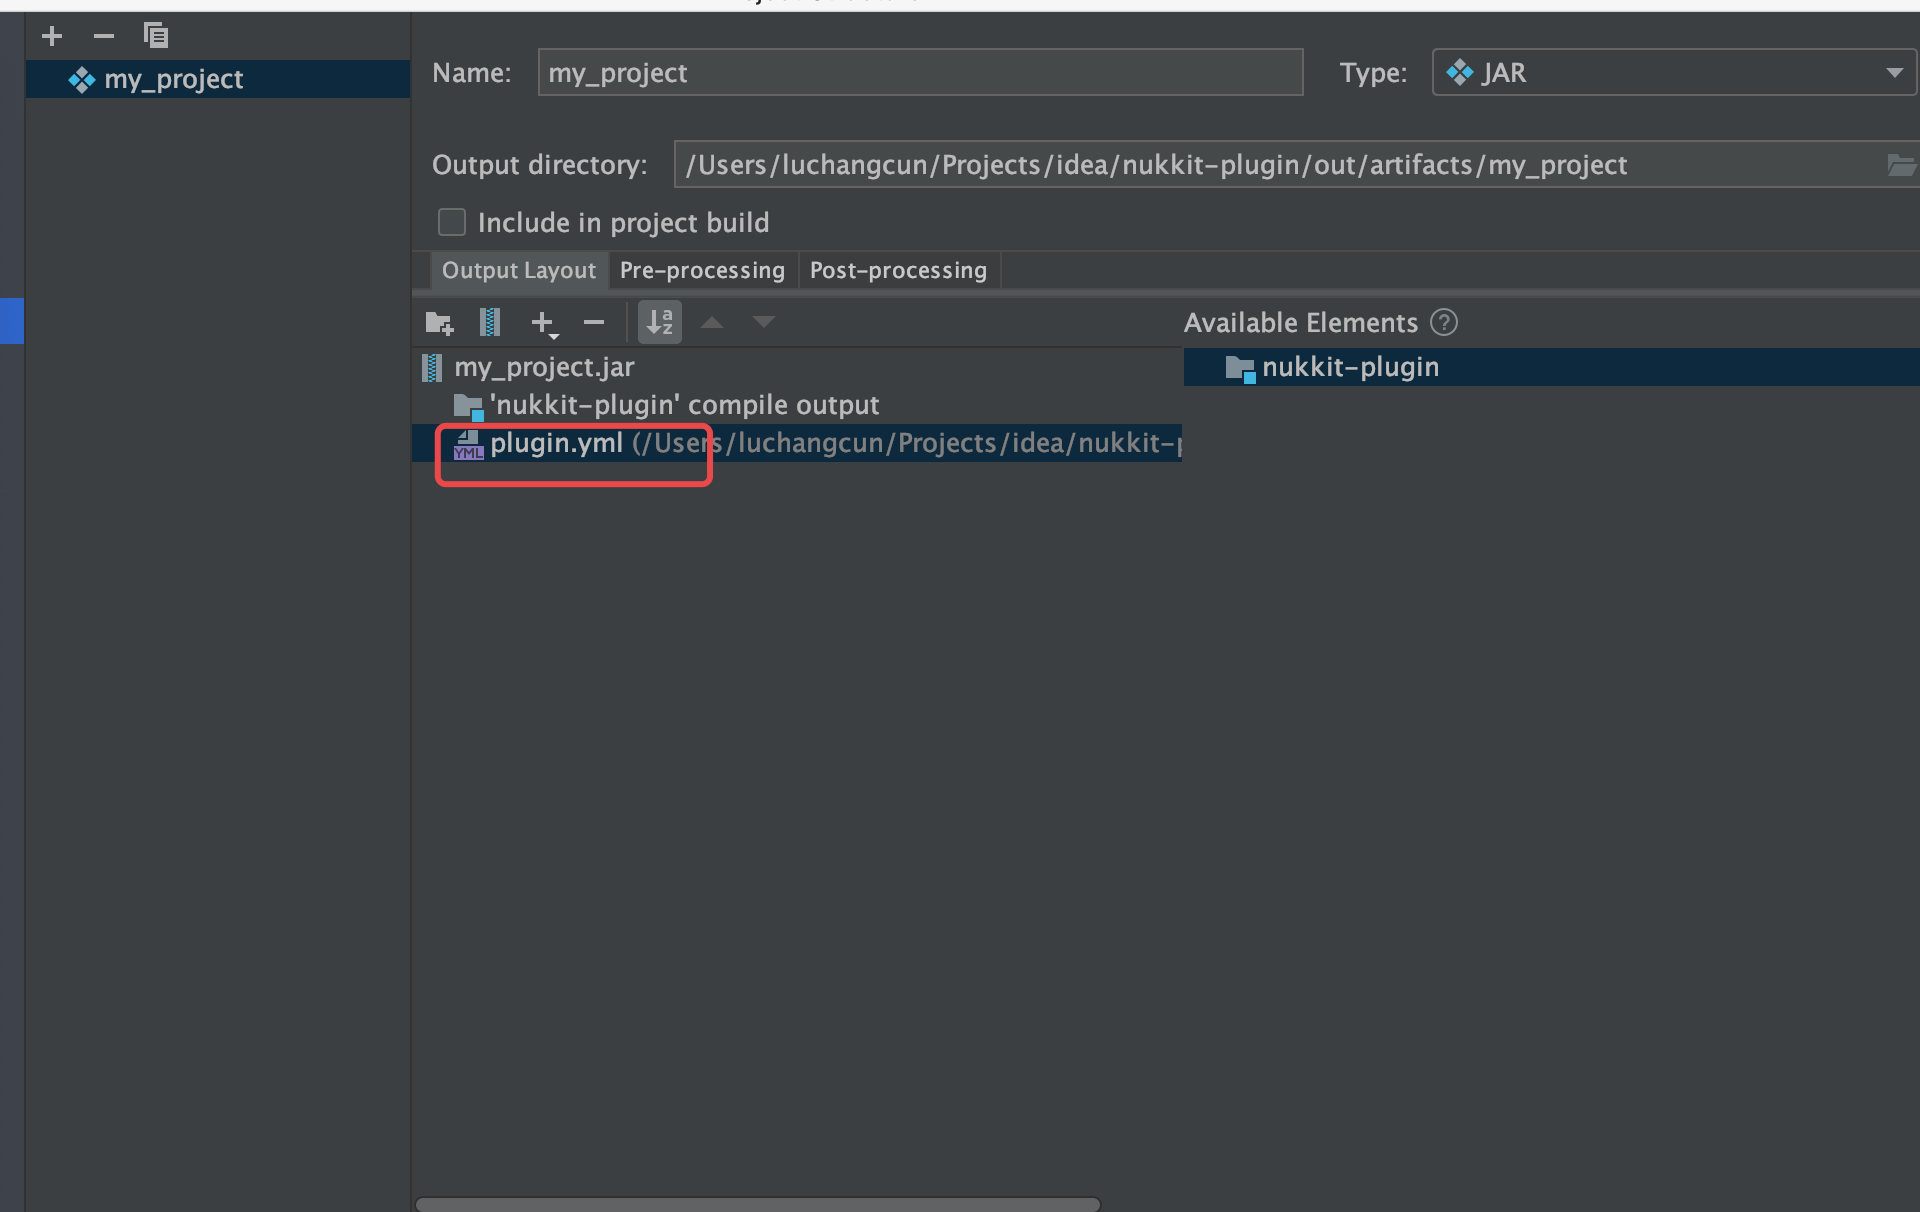 my_project
Name: my_project Type: JAR
Output directory: /Users/luchangcun/Projects/idea/nukkit-plugin/out/artifacts/my_project
Include in project build
Output Layout Pre-processing Post-processing
Available Elements ?
my_project.jar
nukkit-plugin
'nukkit-plugin' compile output
YML plugin.yml (/Users/luchangcun/Projects/idea/nukkit-p